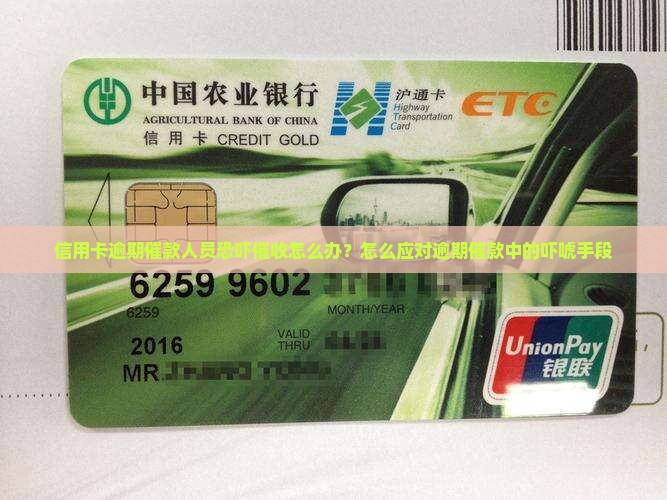 中国农业银行
AGRICULTURAL BANK OF CHINA
信用卡 CREDIT GOLD
沪通卡
Highway
Transportation
Card
ETC
信用卡逾期催款人员恐吓催收怎么办？怎么应对逾期催款中的吓唬手段
6259 9602
6259
MONTH/YEAR
2016
VALID
THRU
MR.
UnionPay
银联